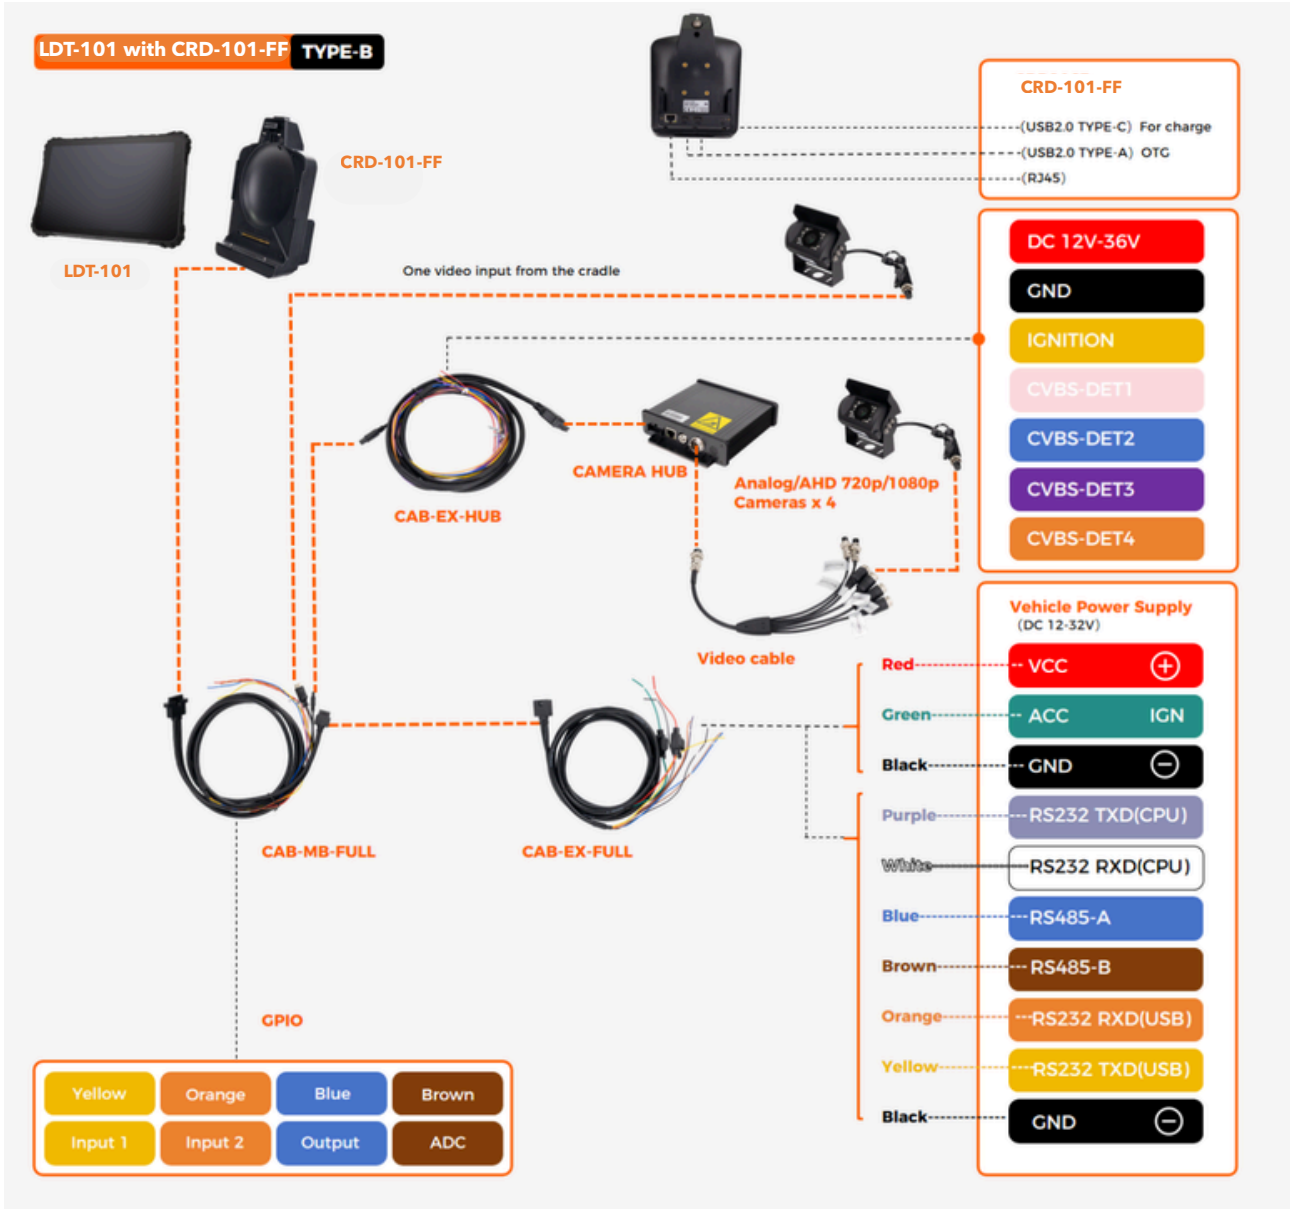 LDT-101 with CRD-101-FF TYPE-B
CRD-101-FF
(USB2.0 TYPE-C) For charge
(USB2.0 TYPE-A) OTG
(RJ45)
CRD-101-FF
LDT-101
One video input from the cradle
DC 12V-36V
GND
IGNITION
CVBS-DET1
CVBS-DET2
CVBS-DET3
CVBS-DET4
CAMERA HUB
Analog/AHD 720p/1080p
Cameras x 4
CAB-EX-HUB
Video cable
Vehicle Power Supply
(DC 12-32V)
Red VCC
Green ACC IGN
Black GND
Purple RS232 TXD(CPU)
White RS232 RXD(CPU)
Blue RS485-A
Brown RS485-B
Orange RS232 RXD(USB)
Yellow RS232 TXD(USB)
Black GND
CAB-MB-FULL
CAB-EX-FULL
GPIO
Yellow Orange Blue Brown
Input 1 Input 2 Output ADC